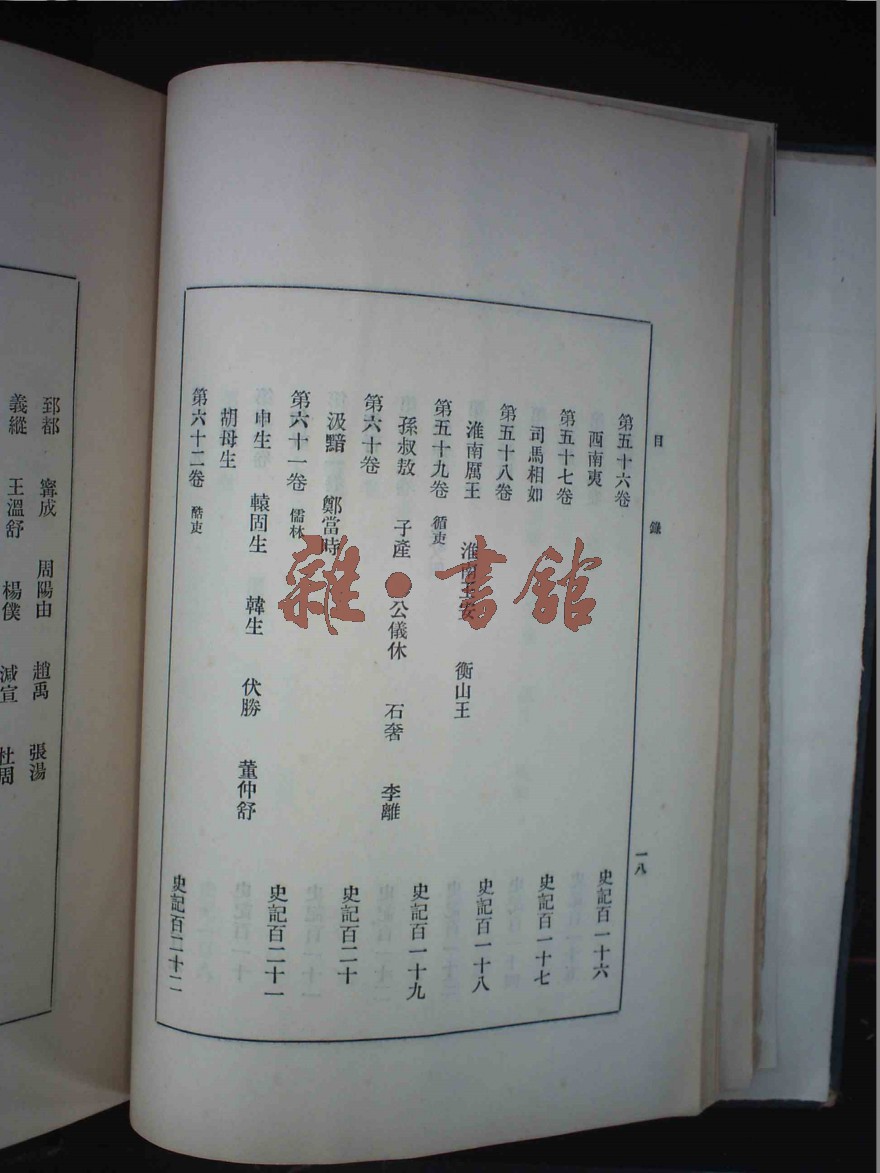 目錄
一八
第五十六卷
史記百一十六
西南夷
第五十七卷
史記百一十七
司馬相如
第五十八卷
史記百一十八
淮南厲王 淮南王安 衡山王
第五十九卷 循吏
史記百一十九
孫叔敖 子產 公儀休 石奢 李離
第六十卷
史記百二十
汲黯 鄭當時
第六十一卷 儒林
史記百二十一
申生 轅固生 韓生 伏勝 董仲舒
胡母生
第六十二卷 酷吏
史記百二十二
郅都 寗成 周陽由 趙禹 張湯
義縱 王溫舒 楊僕 減宣 杜周
雜·書館